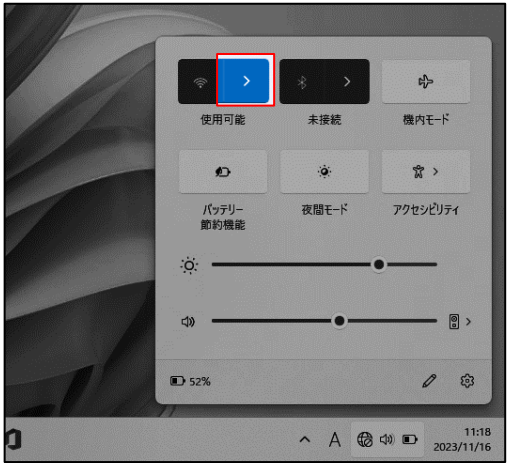 使用可能
未接続
機内モード
バッテリー
節約機能
夜間モード
アクセシビリティ
52%
A
11:18
2023/11/16